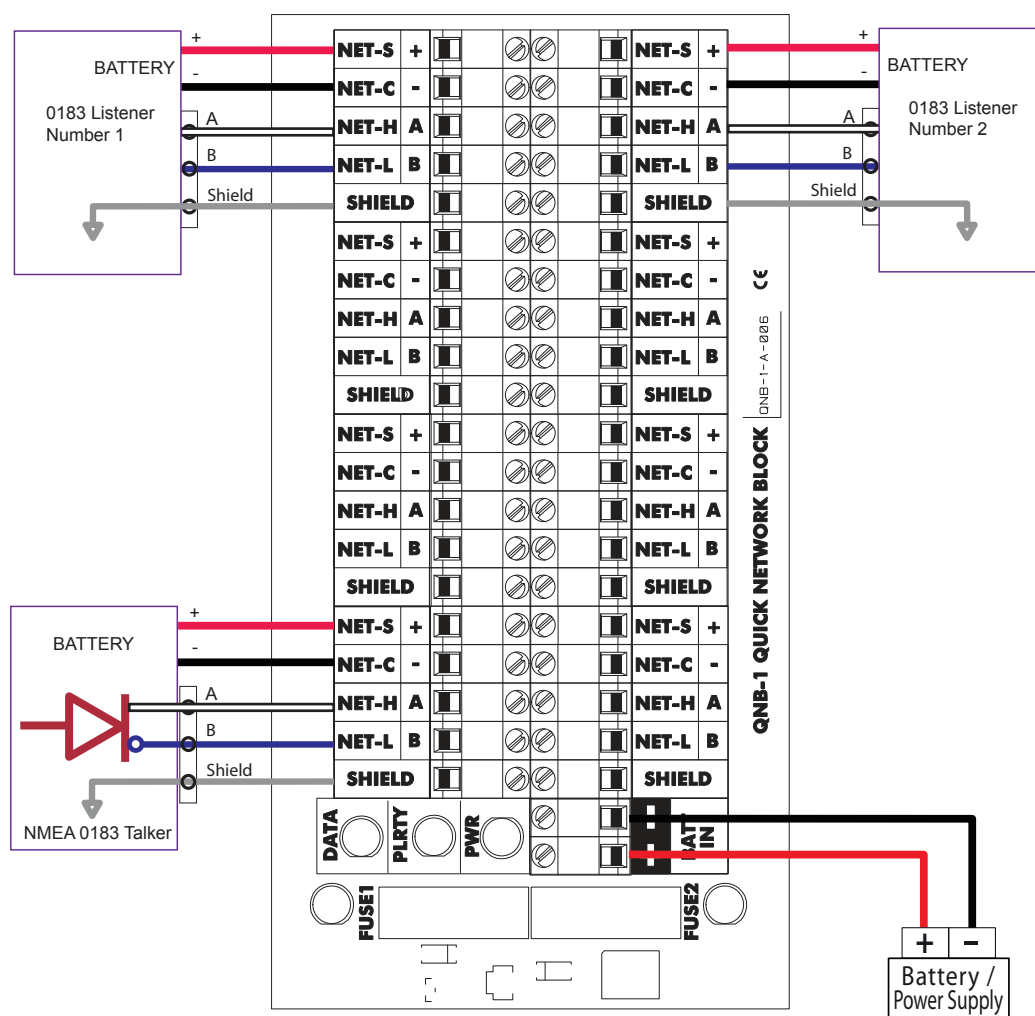 +
BATTERY
-
0183 Listener
Number 1
A
B
Shield
NET-S + NET-S +
NET-C - NET-C -
NET-H A NET-H A
NET-L B NET-L B
SHIELD SHIELD
NET-S + NET-S +
NET-C - NET-C -
NET-H A NET-H A
NET-L B NET-L B
SHIELD SHIELD
NET-S + NET-S +
NET-C - NET-C -
NET-H A NET-H A
NET-L B NET-L B
SHIELD SHIELD
NET-S + NET-S +
NET-C - NET-C -
NET-H A NET-H A
NET-L B NET-L B
SHIELD SHIELD
+
BATTERY
-
0183 Listener
Number 2
A
B
Shield
CE
QNB-1-A-006
QNB-1 QUICK NETWORK BLOCK
+
BATTERY
-
A
B
Shield
NMEA 0183 Talker
DATA
PLRTY
PWR
BATT
IN
FUSE1
FUSE2
+ -
Battery /
Power Supply